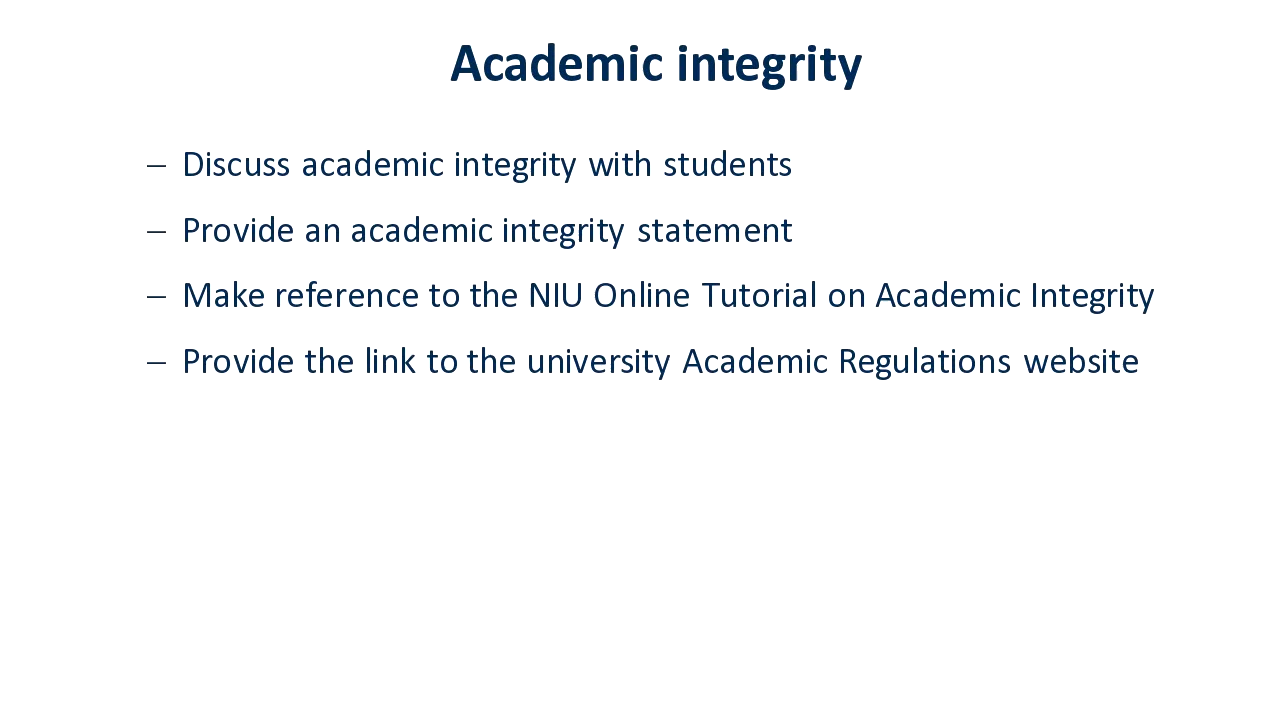 Academic integrity
– Discuss academic integrity with students
– Provide an academic integrity statement
– Make reference to the NIU Online Tutorial on Academic Integrity
– Provide the link to the university Academic Regulations website